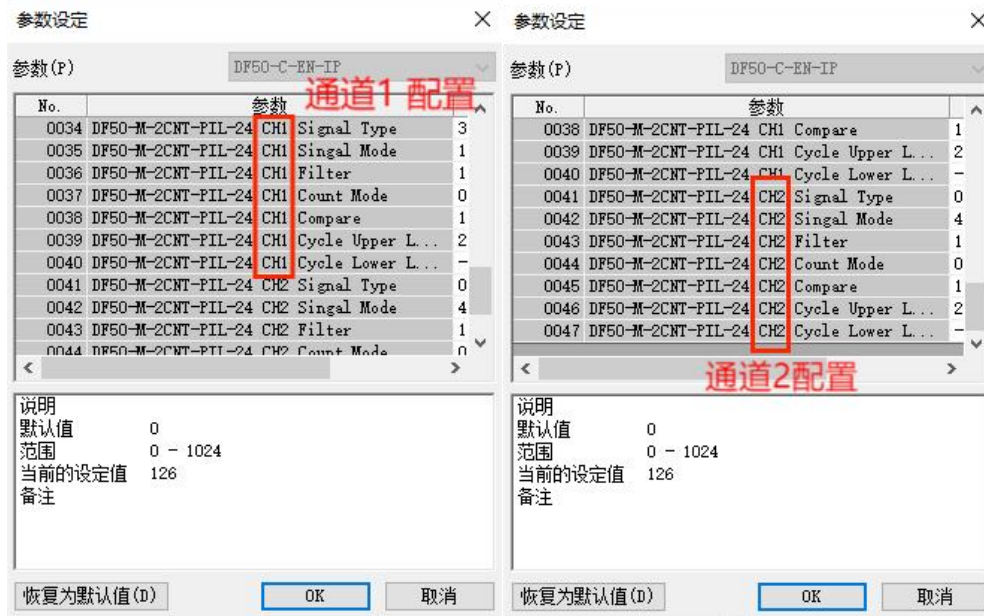 参数设定
参数(P) DF50-C-EN-IP
通道1 配置
No. 参数
0034 DF50-M-2CNT-PIL-24 CH1 Signal Type 3
0035 DF50-M-2CNT-PIL-24 CH1 Singal Mode 1
0036 DF50-M-2CNT-PIL-24 CH1 Filter 1
0037 DF50-M-2CNT-PIL-24 CH1 Count Mode 0
0038 DF50-M-2CNT-PIL-24 CH1 Compare 1
0039 DF50-M-2CNT-PIL-24 CH1 Cycle Upper L... 2
0040 DF50-M-2CNT-PIL-24 CH1 Cycle Lower L... -
0041 DF50-M-2CNT-PIL-24 CH2 Signal Type 0
0042 DF50-M-2CNT-PIL-24 CH2 Singal Mode 4
0043 DF50-M-2CNT-PIL-24 CH2 Filter 1
0044 DF50-M-2CNT-PIL-24 CH2 Count Mode 0
说明
默认值 0
范围 0 - 1024
当前的设定值 126
备注
恢复为默认值(D) OK 取消
参数设定
参数(P) DF50-C-EN-IP
No. 参数
0038 DF50-M-2CNT-PIL-24 CH1 Compare 1
0039 DF50-M-2CNT-PIL-24 CH1 Cycle Upper L... 2
0040 DF50-M-2CNT-PIL-24 CH1 Cycle Lower L... -
0041 DF50-M-2CNT-PIL-24 CH2 Signal Type 0
0042 DF50-M-2CNT-PIL-24 CH2 Singal Mode 4
0043 DF50-M-2CNT-PIL-24 CH2 Filter 1
0044 DF50-M-2CNT-PIL-24 CH2 Count Mode 0
0045 DF50-M-2CNT-PIL-24 CH2 Compare 1
0046 DF50-M-2CNT-PIL-24 CH2 Cycle Upper L... 2
0047 DF50-M-2CNT-PIL-24 CH2 Cycle Lower L... -
通道2配置
说明
默认值 0
范围 0 - 1024
当前的设定值 126
备注
恢复为默认值(D) OK 取消